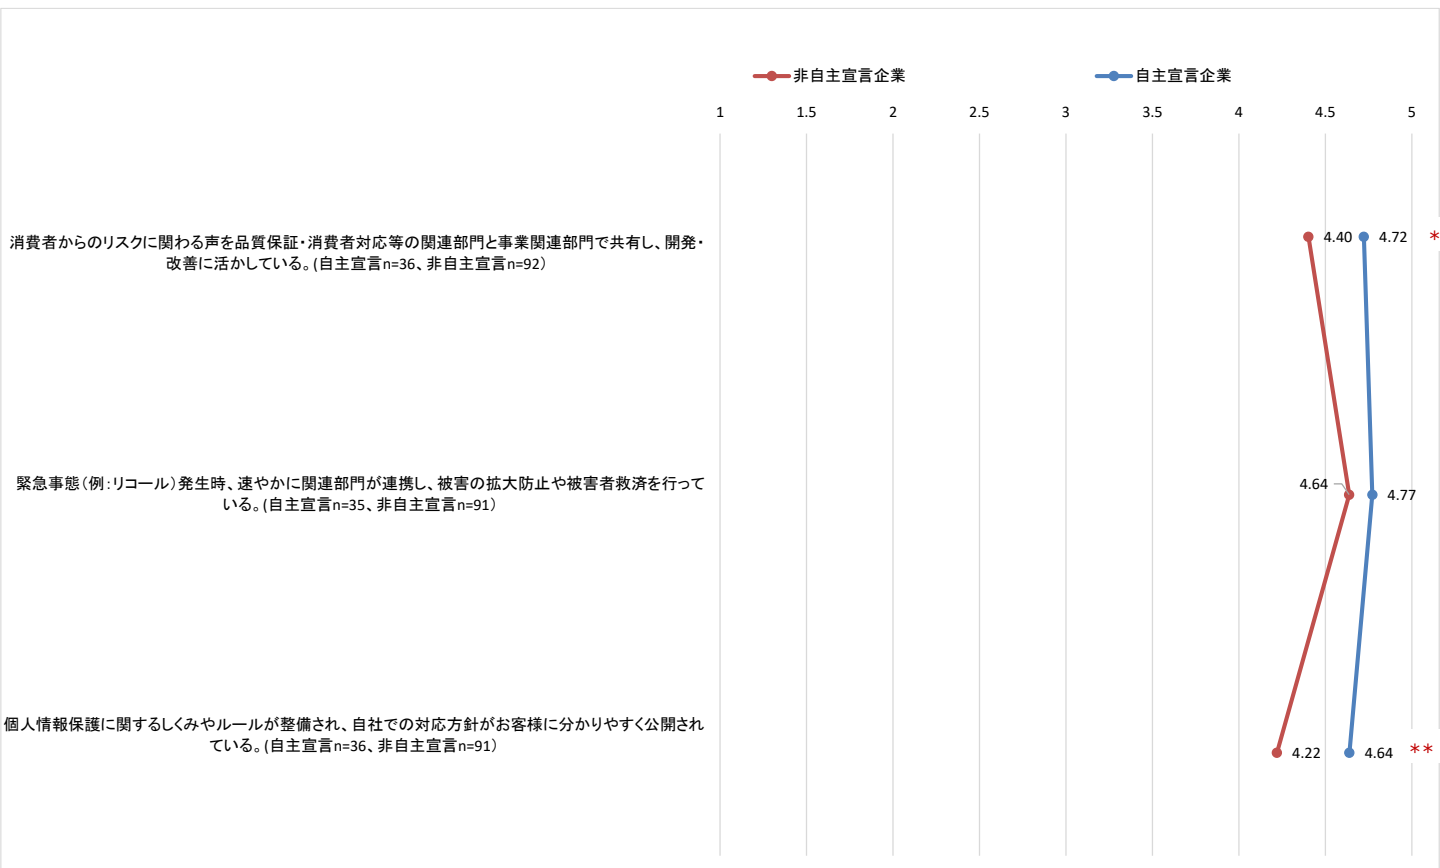 非自主宣言企業 自主宣言企業
1 1.5 2 2.5 3 3.5 4 4.5 5
消費者からのリスクに関わる声を品質保証・消費者対応等の関連部門と事業関連部門で共有し、開発・
改善に活かしている。(自主宣言n=36、非自主宣言n=92)
4.40 4.72 *
緊急事態(例:リコール)発生時、速やかに関連部門が連携し、被害の拡大防止や被害者救済を行って
いる。(自主宣言n=35、非自主宣言n=91)
4.64 4.77
個人情報保護に関するしくみやルールが整備され、自社での対応方針がお客様に分かりやすく公開され
ている。(自主宣言n=36、非自主宣言n=91)
4.22 4.64 **